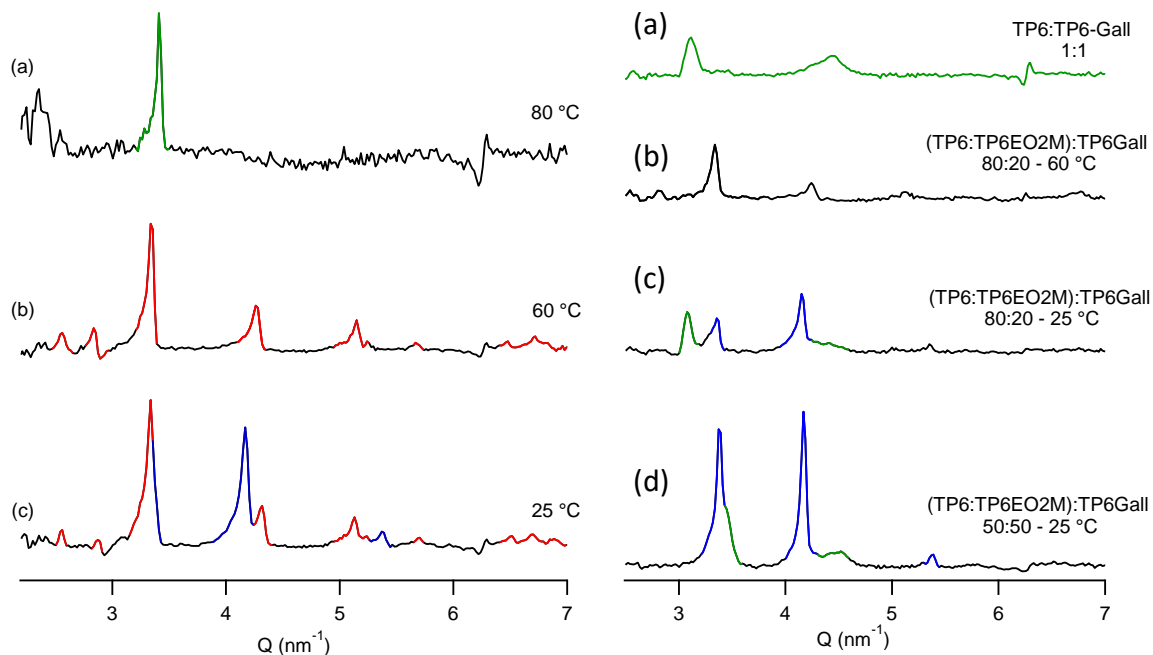 (a)
80 °C
(b)
60 °C
(c)
25 °C
3
4
5
6
7
Q (nm⁻¹)
(a)
TP6:TP6-Gall
1:1
(b)
(TP6:TP6EO2M):TP6Gall
80:20 - 60 °C
(c)
(TP6:TP6EO2M):TP6Gall
80:20 - 25 °C
(d)
(TP6:TP6EO2M):TP6Gall
50:50 - 25 °C
3
4
5
6
7
Q (nm⁻¹)